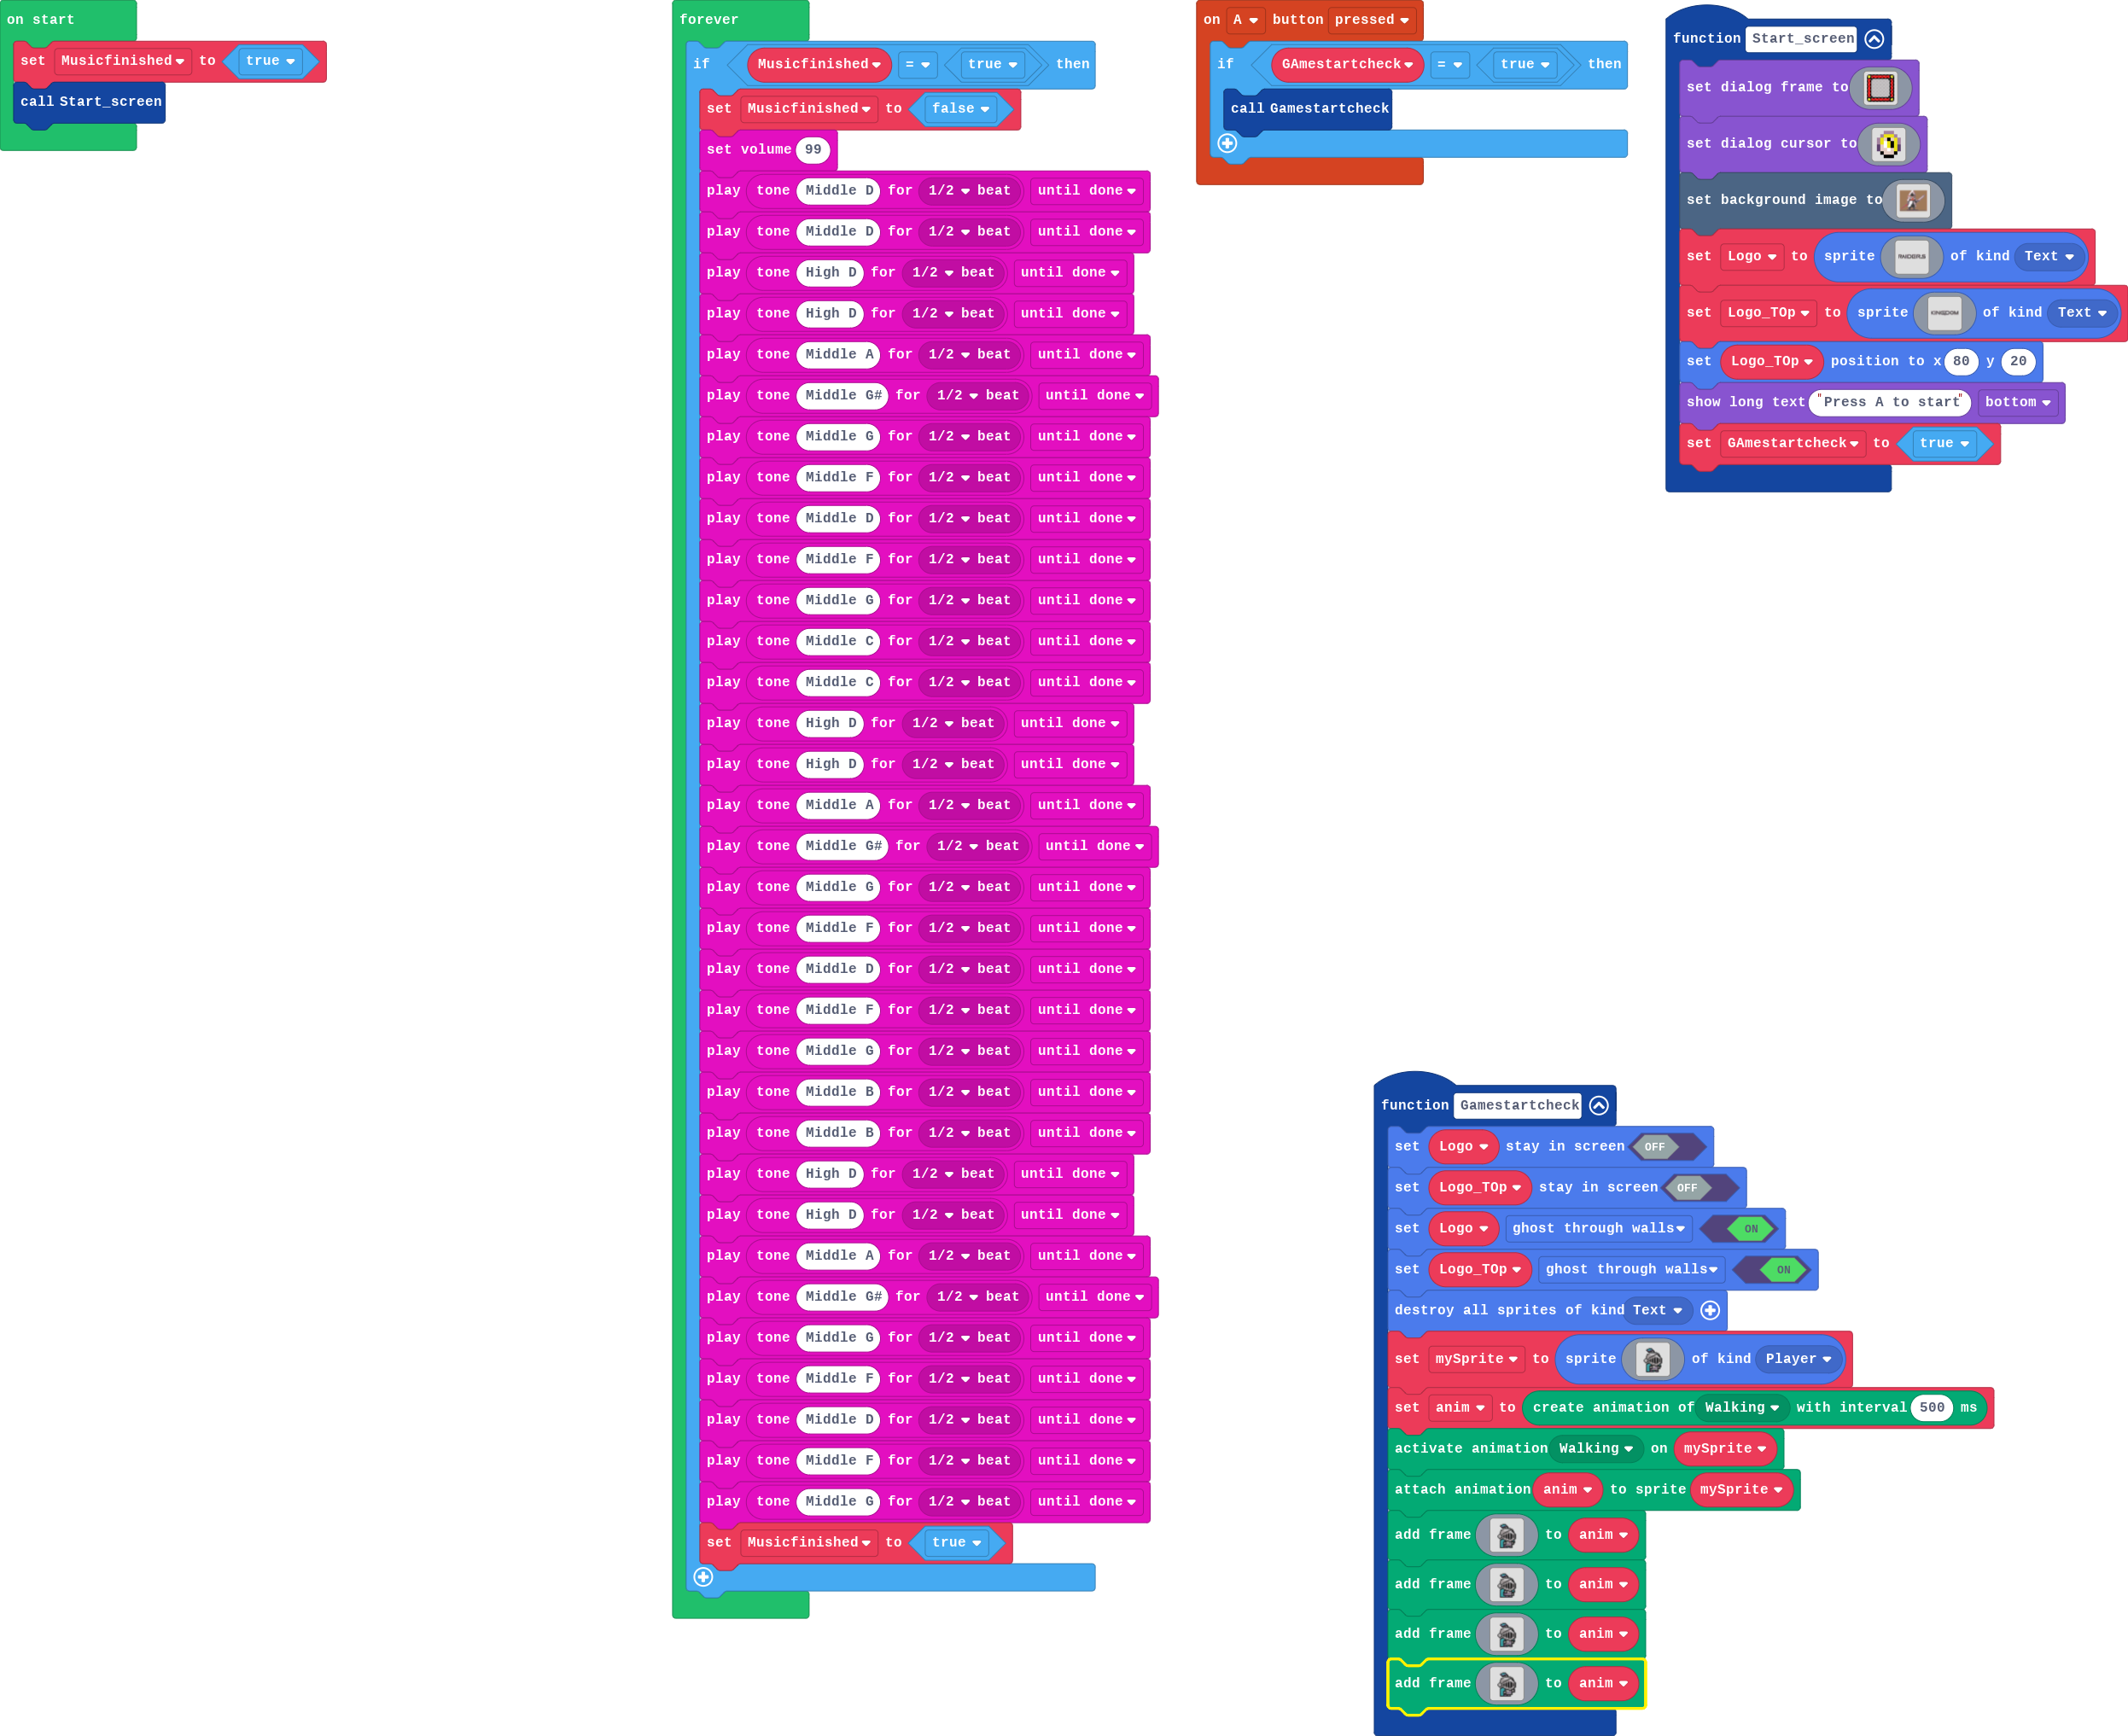 on start
set Musicfinished to true
call Start_screen
forever
if Musicfinished = true then
set Musicfinished to false
set volume 99
play tone Middle D for 1/2 beat until done
play tone Middle D for 1/2 beat until done
play tone High D for 1/2 beat until done
play tone High D for 1/2 beat until done
play tone Middle A for 1/2 beat until done
play tone Middle G# for 1/2 beat until done
play tone Middle G for 1/2 beat until done
play tone Middle F for 1/2 beat until done
play tone Middle D for 1/2 beat until done
play tone Middle F for 1/2 beat until done
play tone Middle G for 1/2 beat until done
play tone Middle C for 1/2 beat until done
play tone Middle C for 1/2 beat until done
play tone High D for 1/2 beat until done
play tone High D for 1/2 beat until done
play tone Middle A for 1/2 beat until done
play tone Middle G# for 1/2 beat until done
play tone Middle G for 1/2 beat until done
play tone Middle F for 1/2 beat until done
play tone Middle D for 1/2 beat until done
play tone Middle F for 1/2 beat until done
play tone Middle G for 1/2 beat until done
play tone Middle B for 1/2 beat until done
play tone Middle B for 1/2 beat until done
play tone High D for 1/2 beat until done
play tone High D for 1/2 beat until done
play tone Middle A for 1/2 beat until done
play tone Middle G# for 1/2 beat until done
play tone Middle G for 1/2 beat until done
play tone Middle F for 1/2 beat until done
play tone Middle D for 1/2 beat until done
play tone Middle F for 1/2 beat until done
play tone Middle G for 1/2 beat until done
set Musicfinished to true
on A button pressed
if GAmestartcheck = true then
call Gamestartcheck
function Start_screen
set dialog frame to
set dialog cursor to
set background image to
set Logo to sprite of kind Text
set Logo_TOp to sprite KINGDOM of kind Text
set Logo_TOp position to x 80 y 20
show long text "Press A to start" bottom
set GAmestartcheck to true
function Gamestartcheck
set Logo stay in screen OFF
set Logo_TOp stay in screen OFF
set Logo ghost through walls ON
set Logo_TOp ghost through walls ON
destroy all sprites of kind Text
set mySprite to sprite of kind Player
set anim to create animation of Walking with interval 500 ms
activate animation Walking on mySprite
attach animation anim to sprite mySprite
add frame to anim
add frame to anim
add frame to anim
add frame to anim